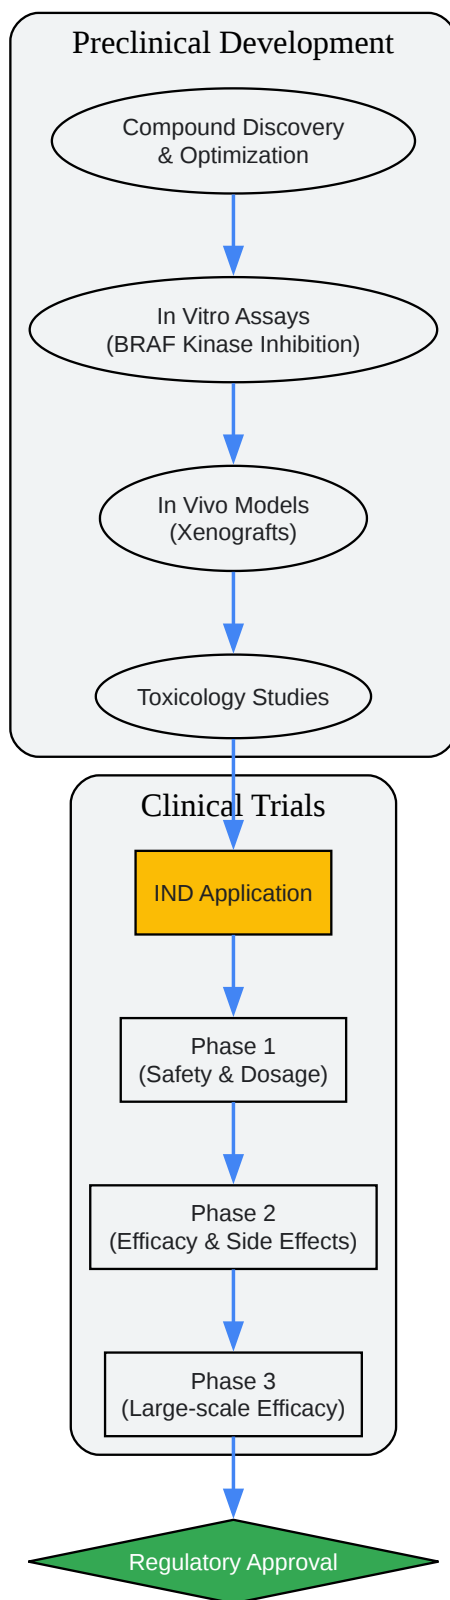 Preclinical Development
Compound Discovery
& Optimization
In Vitro Assays
(BRAF Kinase Inhibition)
In Vivo Models
(Xenografts)
Toxicology Studies
Clinical Trials
IND Application
Phase 1
(Safety & Dosage)
Phase 2
(Efficacy & Side Effects)
Phase 3
(Large-scale Efficacy)
Regulatory Approval